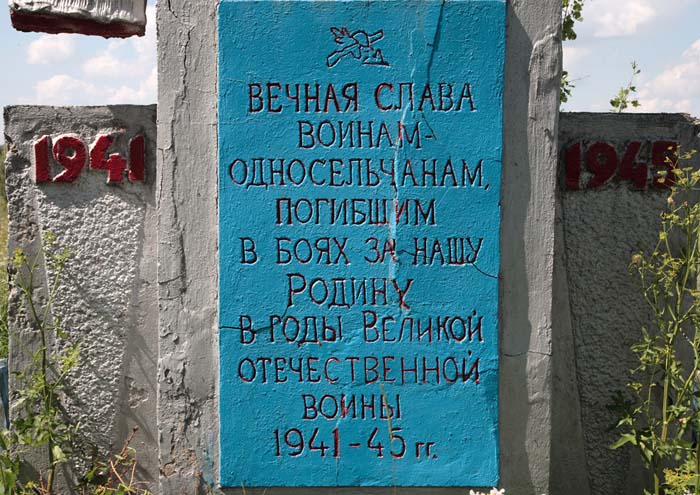 ВЕЧНАЯ СЛАВА
ВОИНАМ-
ОДНОСЕЛЬЧАНАМ,
ПОГИБШИМ
В БОЯХ ЗА НАШУ
РОДИНУ
В ГОДЫ ВЕЛИКОЙ
ОТЕЧЕСТВЕННОЙ
ВОЙНЫ
1941-45 гг.
1941
1945